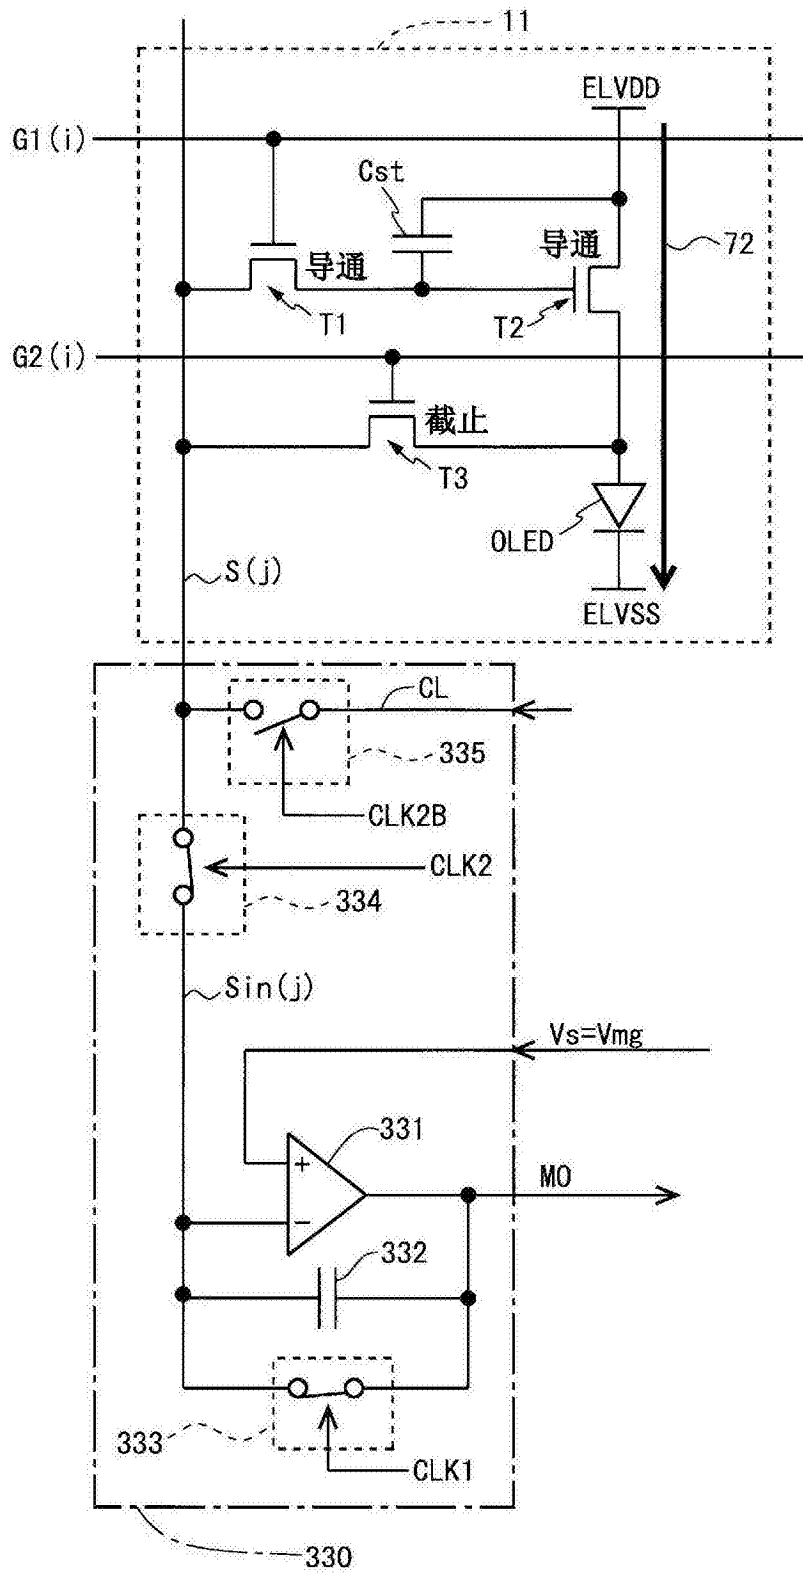 11
ELVDD
G1(i)
Cst
导通
导通
72
T1
T2
G2(i)
截止
T3
OLED
S(j)
ELVSS
CL
335
CLK2B
CLK2
334
Sin(j)
Vs=Vmg
331
+
MO
−
332
333
CLK1
330